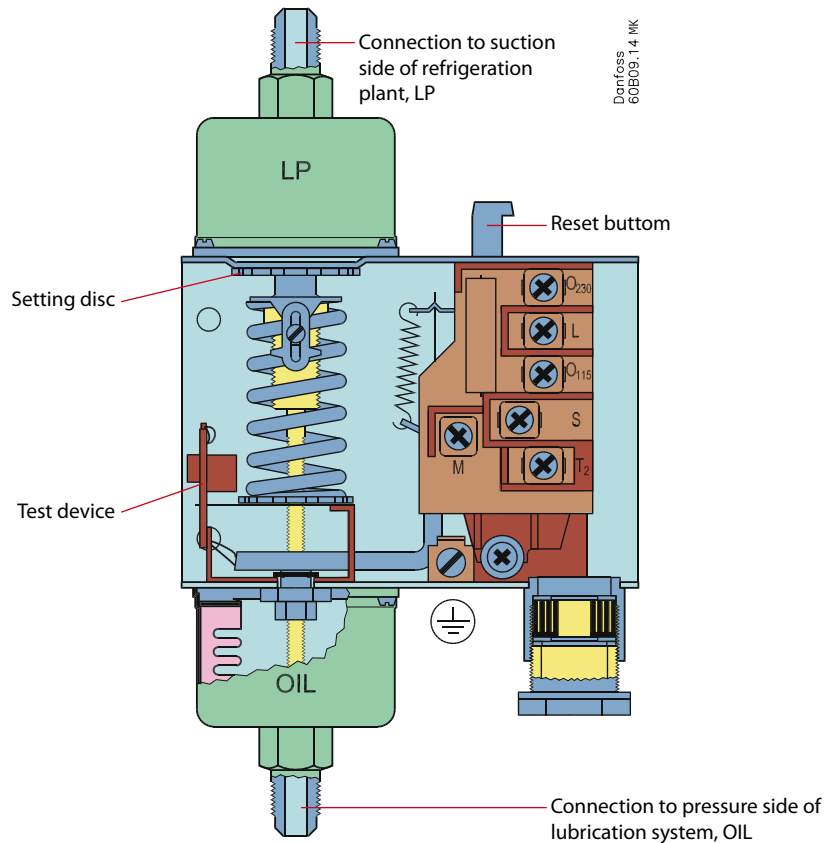 Connection to suction
side of refrigeration
plant, LP
Danfoss
60B09.14 MK
LP
Reset buttom
Setting disc
O230
L
O115
S
M
T2
Test device
OIL
Connection to pressure side of
lubrication system, OIL